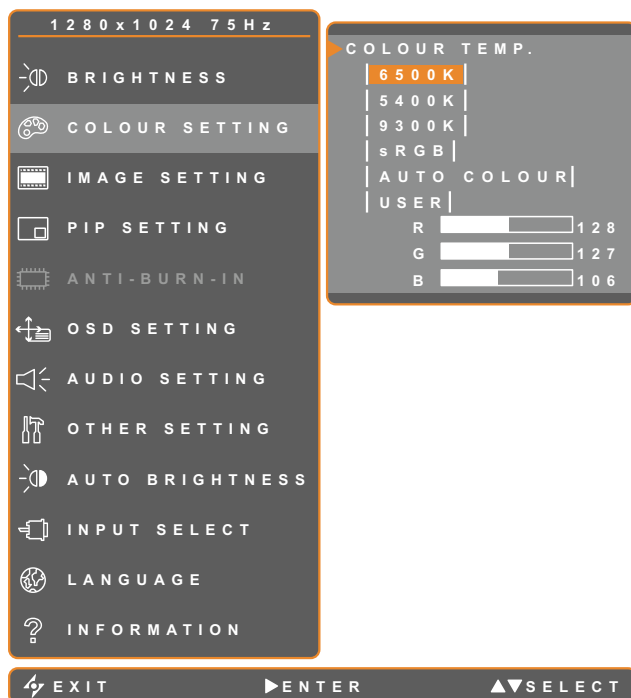 1280x1024 75Hz
BRIGHTNESS
COLOUR SETTING
IMAGE SETTING
PIP SETTING
ANTI-BURN-IN
OSD SETTING
AUDIO SETTING
OTHER SETTING
AUTO BRIGHTNESS
INPUT SELECT
LANGUAGE
INFORMATION
COLOUR TEMP.
6500K
5400K
9300K
sRGB
AUTO COLOUR
USER
R 128
G 127
B 106
EXIT ENTER SELECT